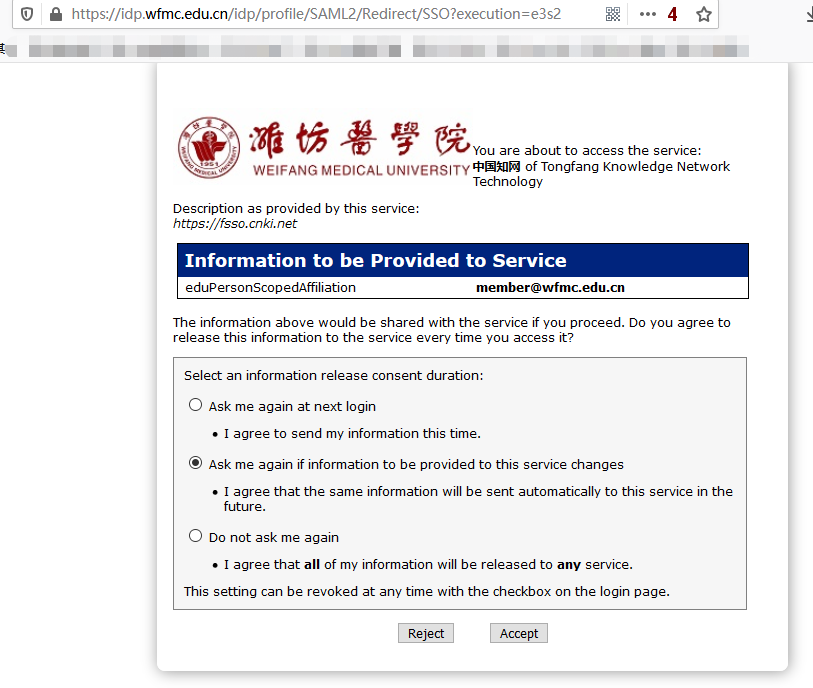 https://idp.wfmc.edu.cn/idp/profile/SAML2/Redirect/SSO?execution=e3s2
4
濰坊醫學院
WEIFANG MEDICAL UNIVERSITY
You are about to access the service:
中国知网 of Tongfang Knowledge Network
Technology
Description as provided by this service:
https://fsso.cnki.net
Information to be Provided to Service
eduPersonScopedAffiliation member@wfmc.edu.cn
The information above would be shared with the service if you proceed. Do you agree to
release this information to the service every time you access it?
Select an information release consent duration:
Ask me again at next login
• I agree to send my information this time.
Ask me again if information to be provided to this service changes
• I agree that the same information will be sent automatically to this service in the
future.
Do not ask me again
• I agree that all of my information will be released to any service.
This setting can be revoked at any time with the checkbox on the login page.
Reject Accept